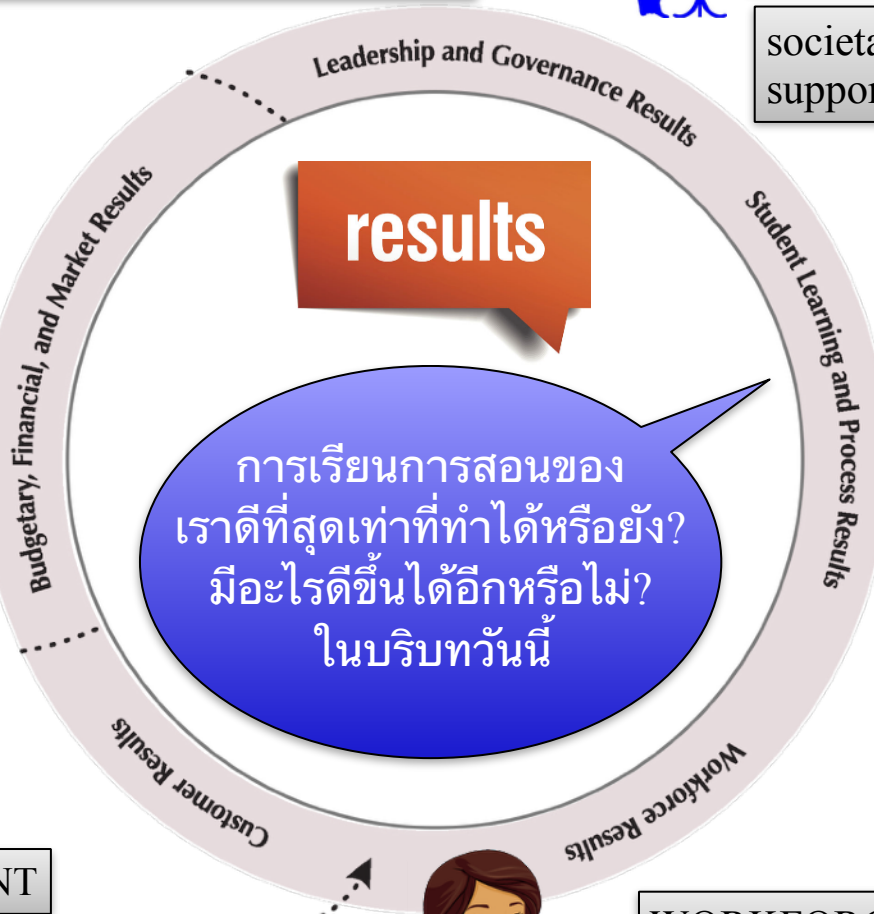 societa
suppor
Leadership and Governance Results
Budgetary, Financial, and Market Results
Student Learning and Process Results
results
การเรียนการสอนของ
เราดีที่สุดเท่าที่ทำได้หรือยัง?
มีอะไรดีขึ้นได้อีกหรือไม่?
ในบริบทวันนี้
Customer Results
Workforce Results
NT